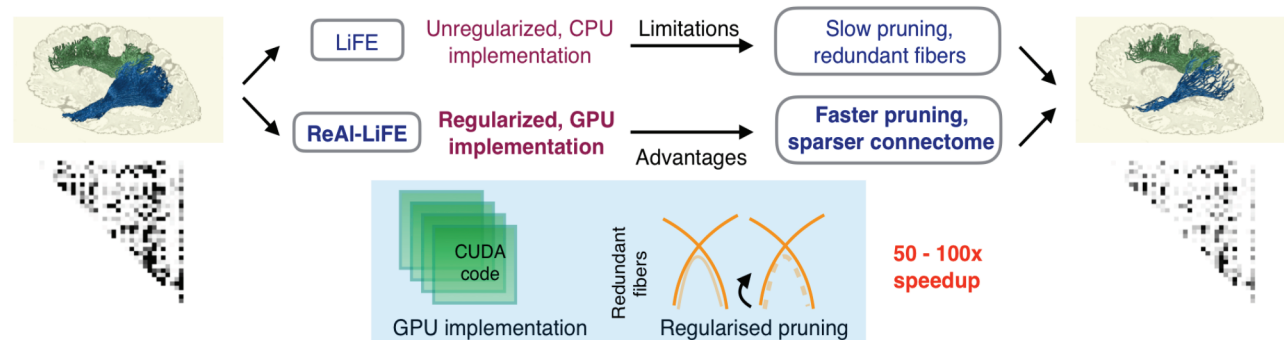 LiFE
Unregularized, CPU
implementation
Limitations
Slow pruning,
redundant fibers
ReAl-LiFE
Regularized, GPU
implementation
Advantages
Faster pruning,
sparser connectome
CUDA
code
GPU implementation
Redundant
fibers
Regularised pruning
50 - 100x
speedup